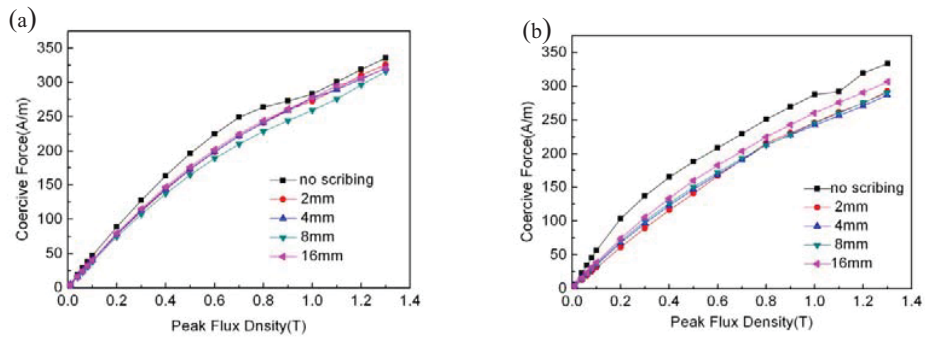 (a)
350
300
250
200
150
100
50
0
Coercive Force(A/m)
no scribing
2mm
4mm
8mm
16mm
0.0 0.2 0.4 0.6 0.8 1.0 1.2 1.4
Peak Flux Dnsity(T)
(b)
350
300
250
200
150
100
50
0
Coercive Force(A/m)
no scribing
2mm
4mm
8mm
16mm
0.0 0.2 0.4 0.6 0.8 1.0 1.2 1.4
Peak Flux Density(T)